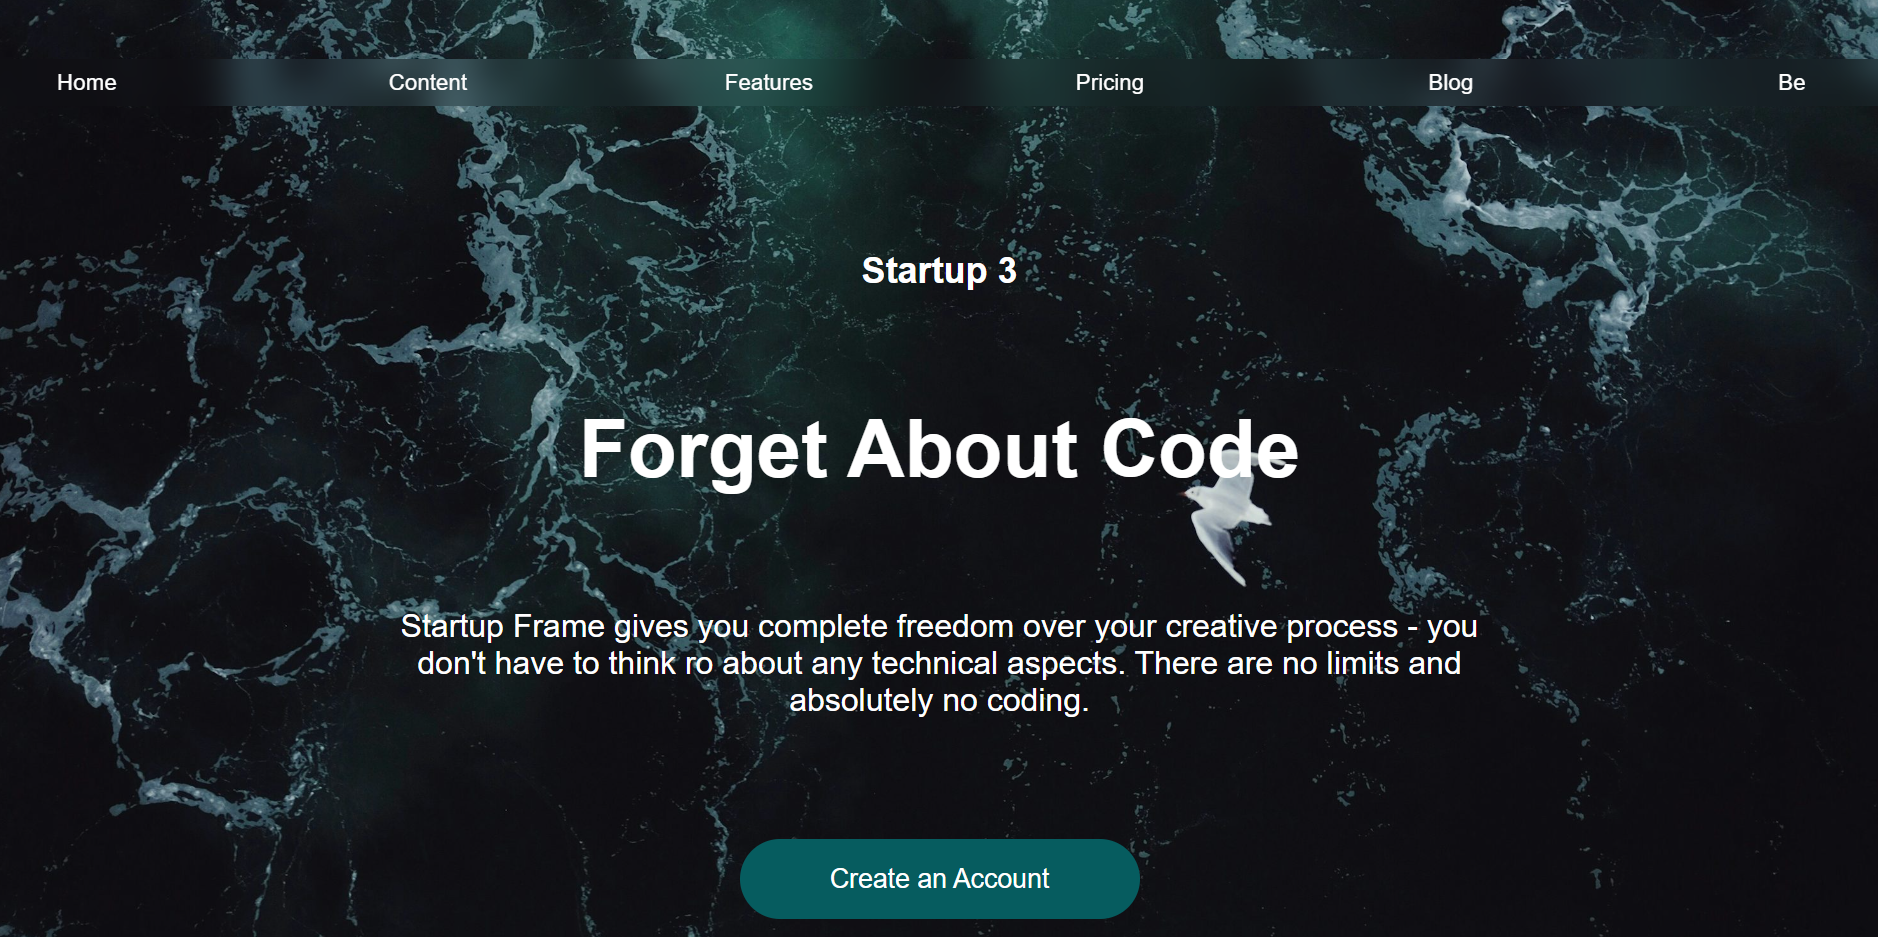 Home Content Features Pricing Blog Be
Startup 3
Forget About Code
Startup Frame gives you complete freedom over your creative process - you
don't have to think ro about any technical aspects. There are no limits and
absolutely no coding.
Create an Account